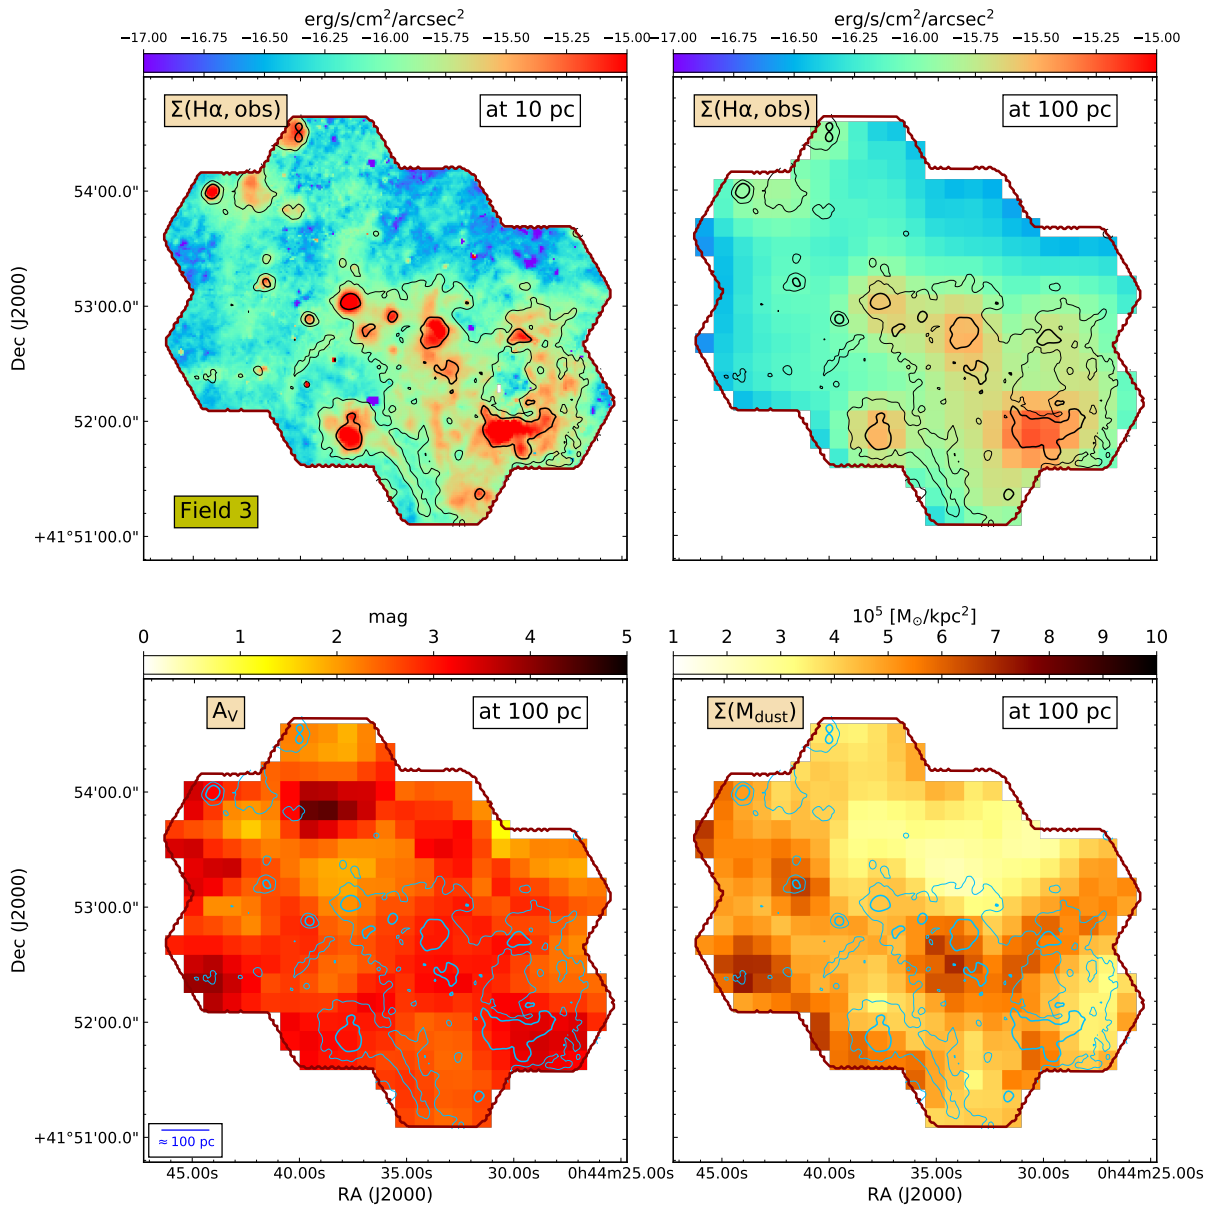 erg/s/cm²/arcsec²
−17.00 −16.75 −16.50 −16.25 −16.00 −15.75 −15.50 −15.25 −15.00
erg/s/cm²/arcsec²
−17.00 −16.75 −16.50 −16.25 −16.00 −15.75 −15.50 −15.25 −15.00
Σ(Hα, obs)
at 10 pc
Σ(Hα, obs)
at 100 pc
54'00.0"
53'00.0"
52'00.0"
+41°51'00.0"
Dec (J2000)
Field 3
mag
0 1 2 3 4 5
10⁵ [M⊙/kpc²]
1 2 3 4 5 6 7 8 9 10
A_V
at 100 pc
Σ(M_dust)
at 100 pc
54'00.0"
53'00.0"
52'00.0"
+41°51'00.0"
Dec (J2000)
≈ 100 pc
45.00s 40.00s 35.00s 30.00s 0h44m25.00s
RA (J2000)
45.00s 40.00s 35.00s 30.00s 0h44m25.00s
RA (J2000)